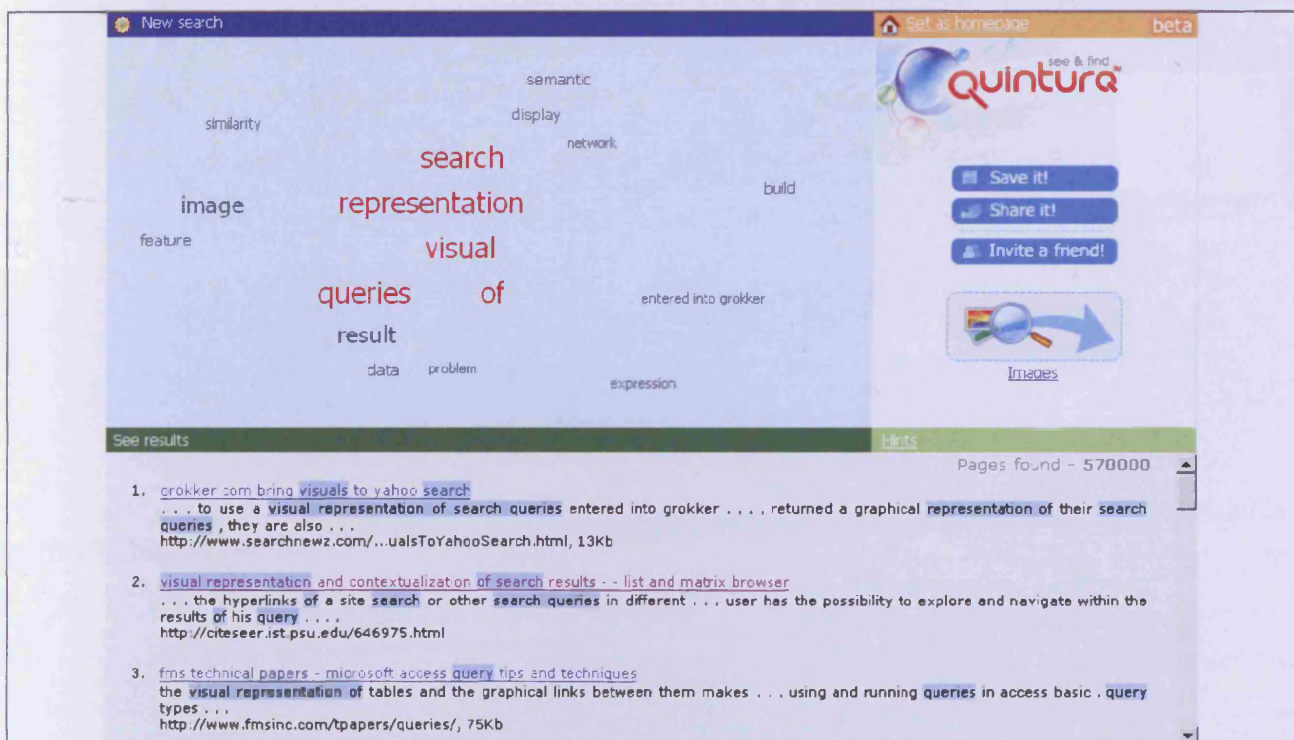 New search
Set as homepage
beta
semantic
display
similarity
network
search
build
image
representation
feature
visual
queries of
entered into grokker
result
data
problem
expression
see & find
Quintura™
Save it!
Share it!
Invite a friend!
Images
See results
Hints
Pages found - 570000
1. grokker com bring visuals to yahoo search
. . . to use a visual representation of search queries entered into grokker . . . . returned a graphical representation of their search
queries , they are also . . .
http://www.searchnewz.com/...ualsToYahooSearch.html, 13Kb
2. visual representation and contextualization of search results - - list and matrix browser
. . . the hyperlinks of a site search or other search queries in different . . . user has the possibility to explore and navigate within the
results of his query . . . .
http://citeseer.ist.psu.edu/646975.html
3. fms technical papers - microsoft access query tips and techniques
the visual representation of tables and the graphical links between them makes . . . using and running queries in access basic . query
types . . .
http://www.fmsinc.com/tpapers/queries/, 75Kb